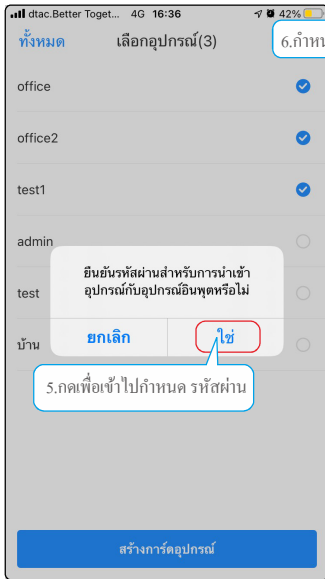 dtac.Better Toget... 4G 16:36 42%
ทั้งหมด เลือกอุปกรณ์(3)
6.กำหน
office
office2
test1
admin
ยืนยันรหัสผ่านสำหรับการนำเข้า
อุปกรณ์กับอุปกรณ์อินพุตหรือไม่
test
บ้าน
ยกเลิก ใช่
5.กดเพื่อเข้าไปกำหนด รหัสผ่าน
สร้างการ์ดอุปกรณ์